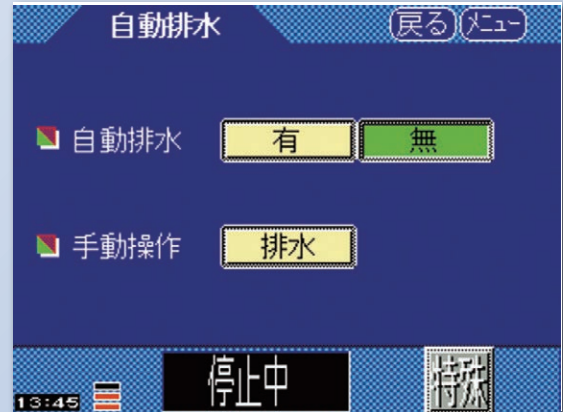 自動排水 戻る メニュー
自動排水 有 無
手動操作 排水
13:45 停止中 特殊